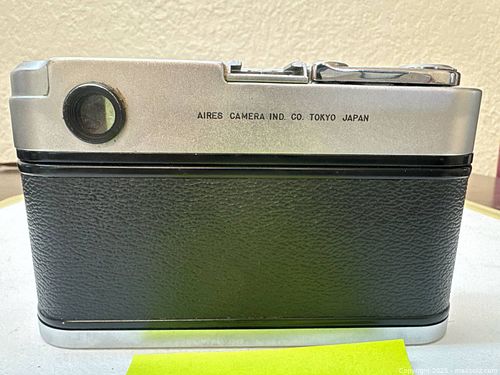 AIRES CAMERA IND. CO. TOKYO JAPAN
Copyright 2025 - maxsold.com